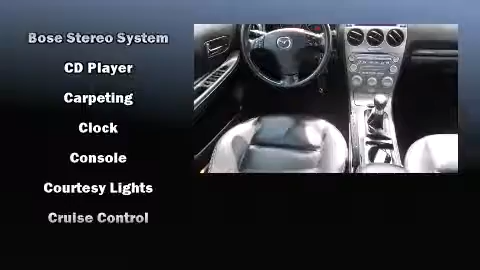 Bose Stereo System
CD Player
Carpeting
Clock
Console
Courtesy Lights
Cruise Control